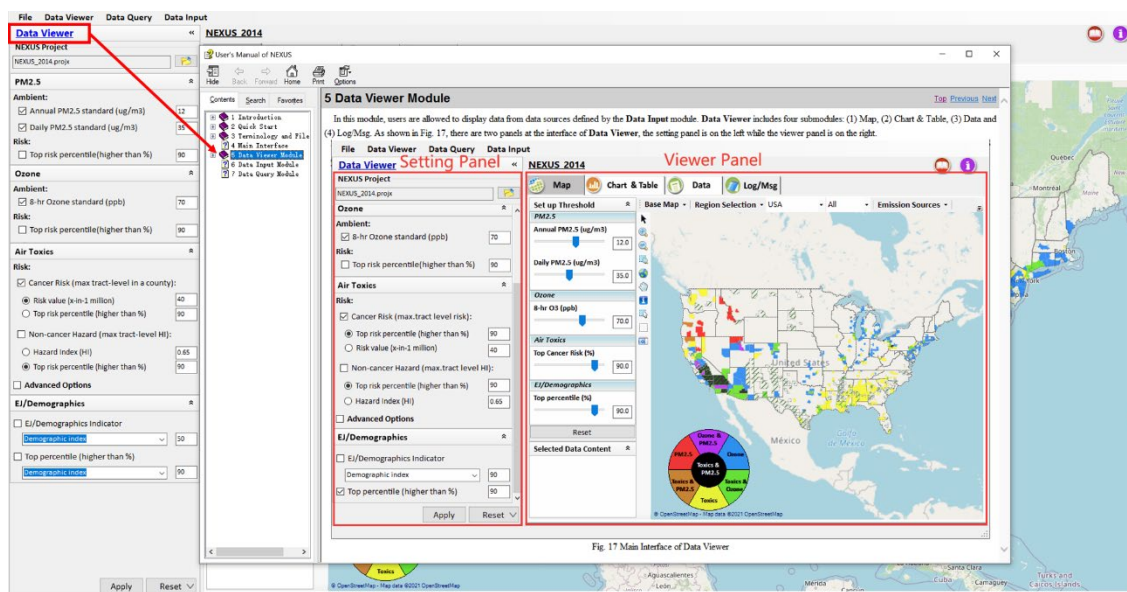 File Data Viewer Data Query Data Input
Data Viewer «
NEXUS Project
NEXUS_2014.projx
PM2.5
Ambient:
Annual PM2.5 standard (ug/m3) 12
Daily PM2.5 standard (ug/m3) 35
Risk:
Top risk percentile(higher than %) 90
Ozone
Ambient:
8-hr Ozone standard (ppb) 70
Risk:
Top risk percentile(higher than %) 90
Air Toxics
Risk:
Cancer Risk (max tract-level in a county):
Risk value (x-in-1 million) 40
Top risk percentile (higher than %) 90
Non-cancer Hazard (max tract-level HI):
Hazard Index (HI) 0.65
Top risk percentile (higher than %) 90
Advanced Options
EJ/Demographics
EJ/Demographics Indicator
Demographic index 50
Top percentile (higher than %)
Demographic index 90
Apply Reset
NEXUS_2014
User's Manual of NEXUS
Hide Back Forward Home Print Options
Contents Search Favorites
1 Introduction
2 Quick Start
3 Terminology and File
4 Main Interface
5 Data Viewer Module
6 Data Input Module
7 Data Query Module
5 Data Viewer Module
Top Previous Next
In this module, users are allowed to display data from data sources defined by the Data Input module. Data Viewer includes four submodules: (1) Map, (2) Chart & Table, (3) Data and
(4) Log/Msg. As shown in Fig. 17, there are two panels at the interface of Data Viewer, the setting panel is on the left while the viewer panel is on the right.
File Data Viewer Data Query Data Input
Data Viewer Setting Panel «
NEXUS Project
NEXUS_2014.projx
Ozone
Ambient:
8-hr Ozone standard (ppb) 70
Risk:
Top risk percentile(higher than %) 90
Air Toxics
Risk:
Cancer Risk (max.tract level risk):
Top risk percentile (higher than %) 90
Risk value (x-in-1 million) 40
Non-cancer Hazard (max.tract level HI):
Top risk percentile (higher than %) 90
Hazard Index (HI) 0.65
Advanced Options
EJ/Demographics
EJ/Demographics Indicator
Demographic index 90
Top percentile (higher than %) 90
Apply Reset
NEXUS_2014
Viewer Panel
Map Chart & Table Data Log/Msg
Set up Threshold
Base Map Region Selection USA All Emission Sources
PM2.5
Annual PM2.5 (ug/m3)
12.0
Daily PM2.5 (ug/m3)
35.0
Ozone
8-hr O3 (ppb)
70.0
Air Toxics
Top Cancer Risk (%)
90.0
EJ/Demographics
Top percentile (%)
90.0
Reset
Selected Data Content
United States
México
Golfo
de México
Ozone &
PM2.5
PM2.5
Ozone
Toxics &
PM2.5
Toxics &
PM2.5
Toxics &
Ozone
Toxics
© OpenStreetMap - Map data ©2021 OpenStreetMap
Fig. 17 Main Interface of Data Viewer
Québec
Montréal
Maine
Boston
Toxics
© OpenStreetMap - Map data ©2021 OpenStreetMap
Aguascalientes
León
Mérida
Cancún
Santa Clara
Cuba
Camagüey
Turks and
Caicos Islands